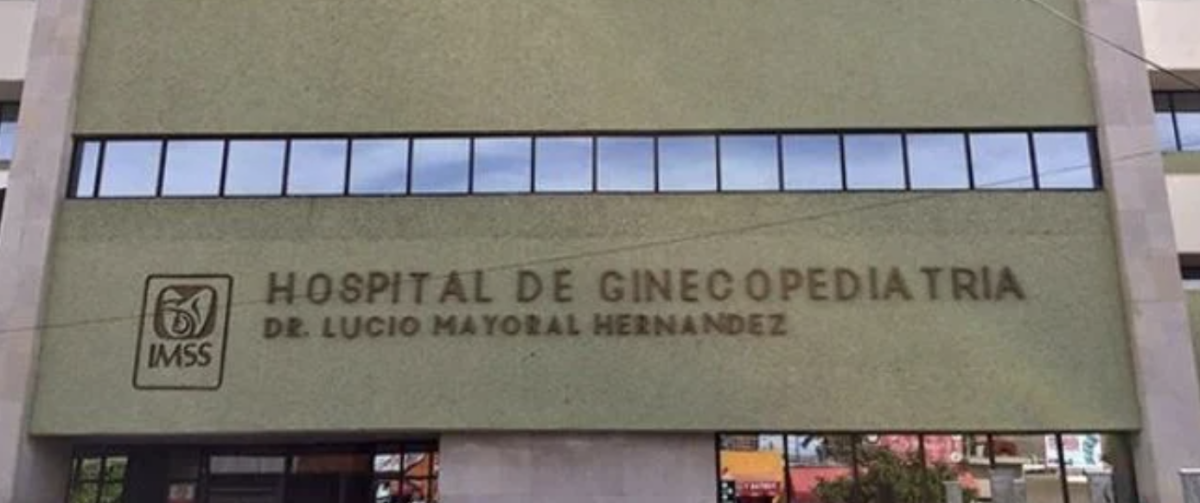 HOSPITAL DE GINECOPEDIATRIA
DR. LUCIO MAYORAL HERNANDEZ
IMSS